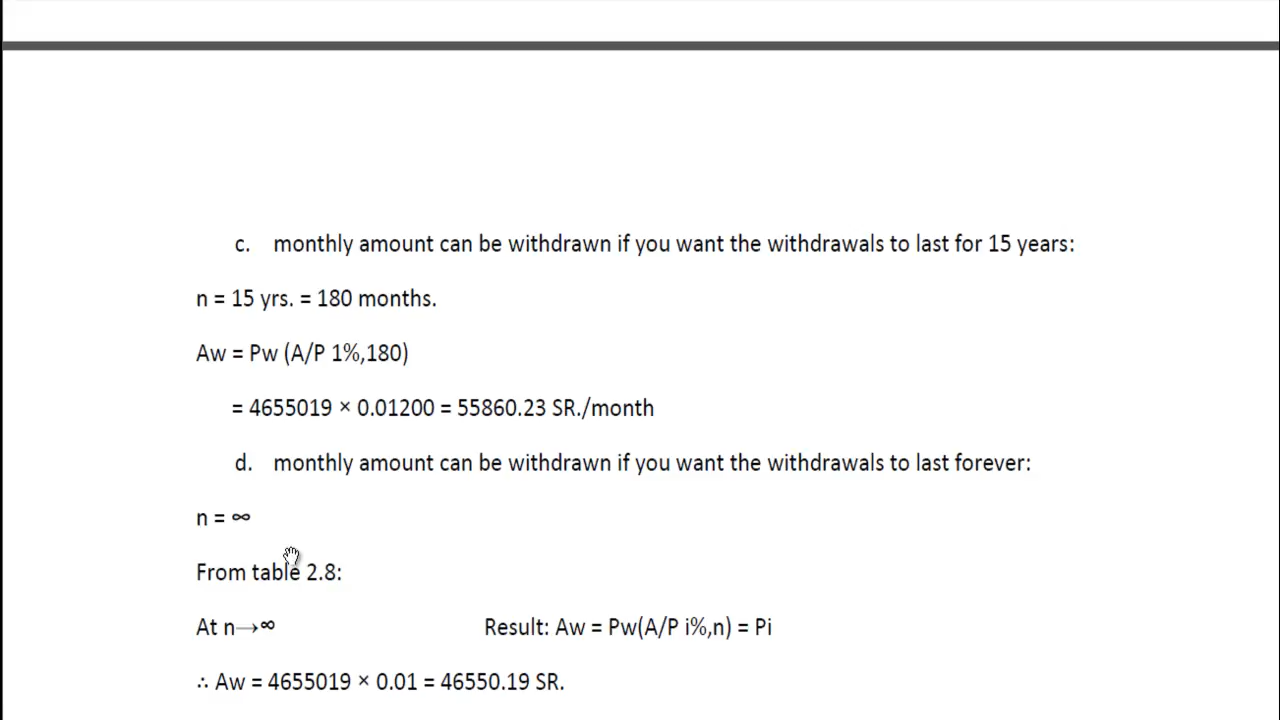 c. monthly amount can be withdrawn if you want the withdrawals to last for 15 years:
n = 15 yrs. = 180 months.
Aw = Pw (A/P 1%,180)
= 4655019 × 0.01200 = 55860.23 SR./month
d. monthly amount can be withdrawn if you want the withdrawals to last forever:
n = ∞
From table 2.8:
At n→∞ Result: Aw = Pw(A/P i%,n) = Pi
∴ Aw = 4655019 × 0.01 = 46550.19 SR.